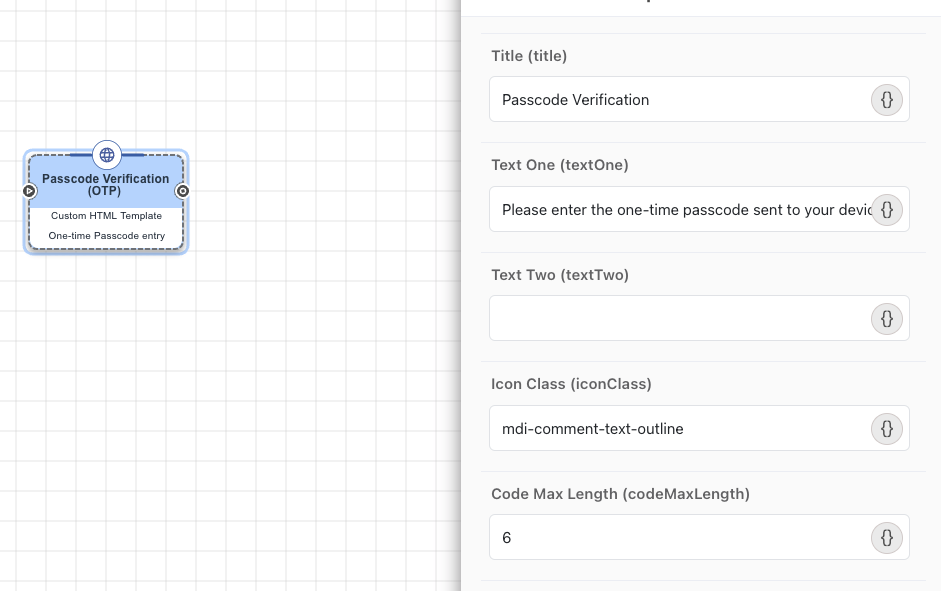 Passcode Verification
(OTP)
Custom HTML Template
One-time Passcode entry
Title (title)
Passcode Verification
{}
Text One (textOne)
Please enter the one-time passcode sent to your devic
{}
Text Two (textTwo)
{}
Icon Class (iconClass)
mdi-comment-text-outline
{}
Code Max Length (codeMaxLength)
6
{}